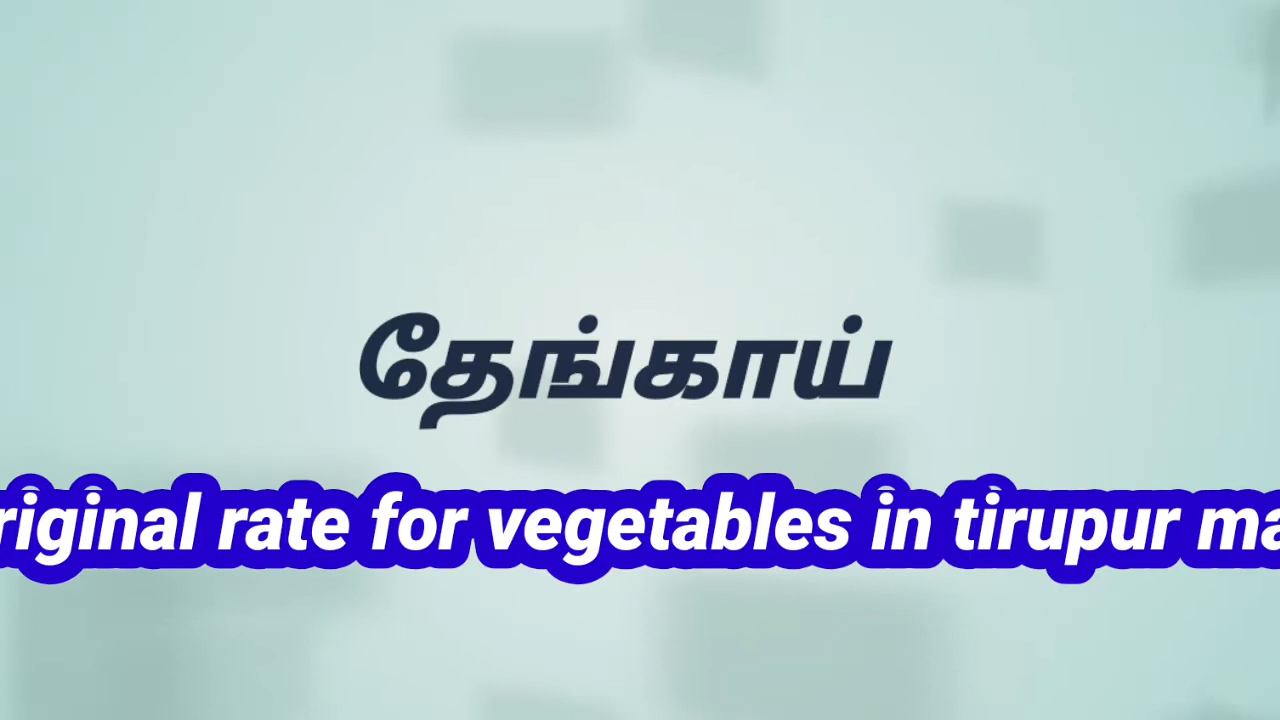 தேங்காய்
riginal rate for vegetables in tirupur ma